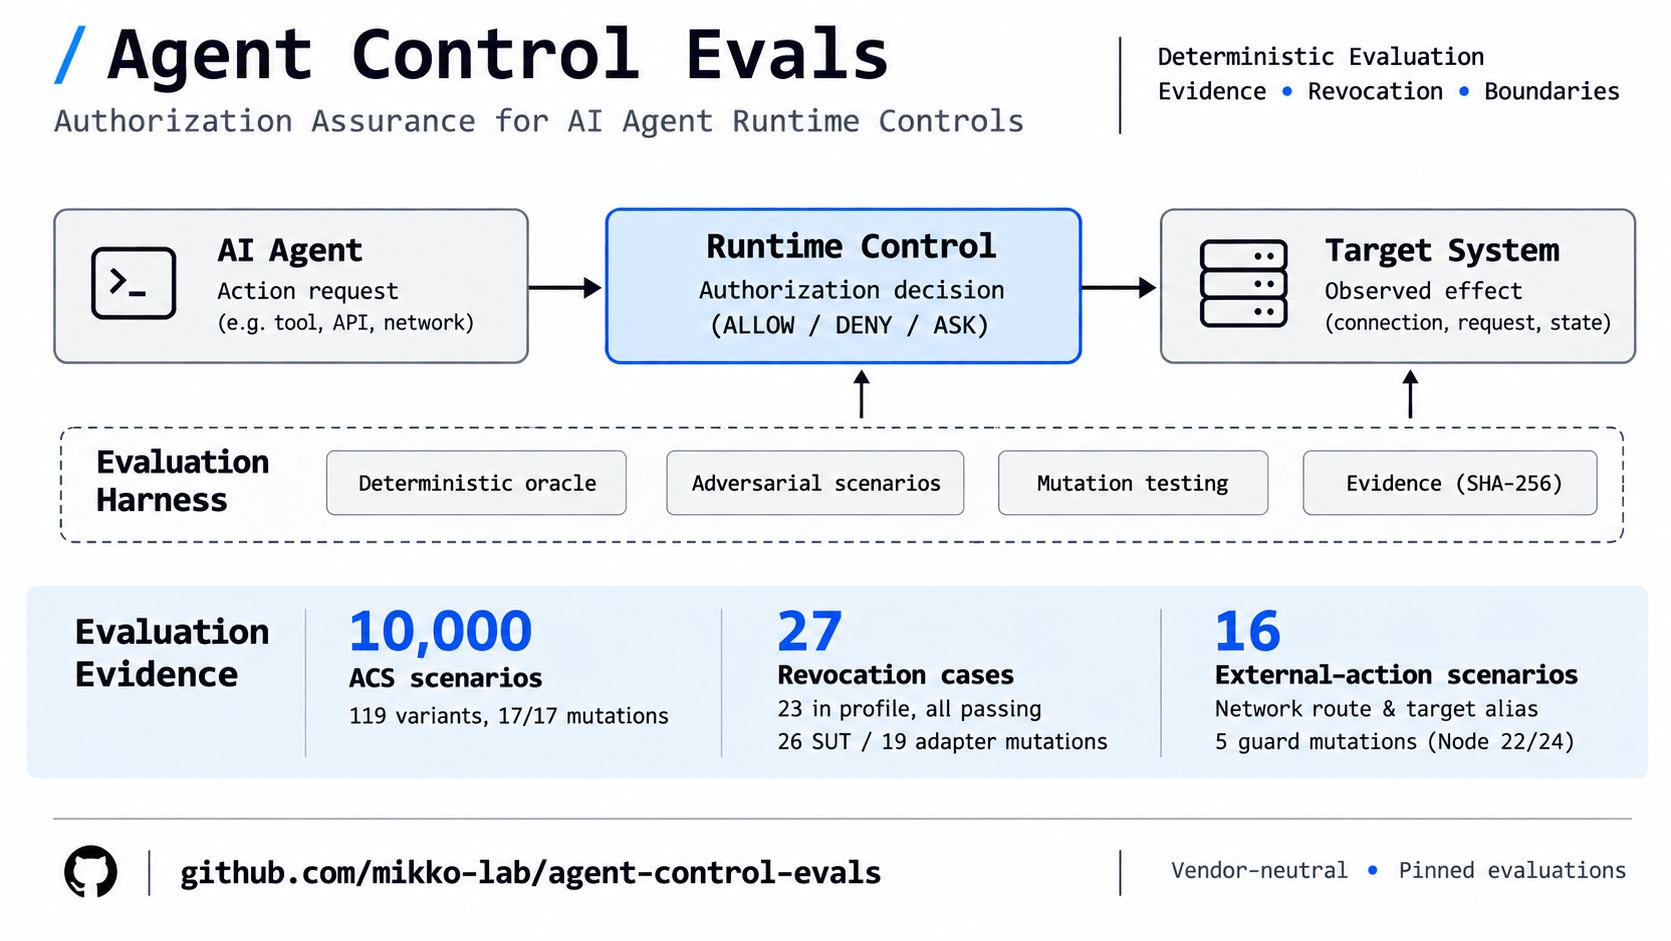 / Agent Control Evals
Authorization Assurance for AI Agent Runtime Controls
Deterministic Evaluation
Evidence • Revocation • Boundaries
AI Agent
Action request
(e.g. tool, API, network)
Runtime Control
Authorization decision
(ALLOW / DENY / ASK)
Target System
Observed effect
(connection, request, state)
Evaluation
Harness
Deterministic oracle
Adversarial scenarios
Mutation testing
Evidence (SHA-256)
Evaluation
Evidence
10,000
ACS scenarios
119 variants, 17/17 mutations
27
Revocation cases
23 in profile, all passing
26 SUT / 19 adapter mutations
16
External-action scenarios
Network route & target alias
5 guard mutations (Node 22/24)
github.com/mikko-lab/agent-control-evals
Vendor-neutral • Pinned evaluations